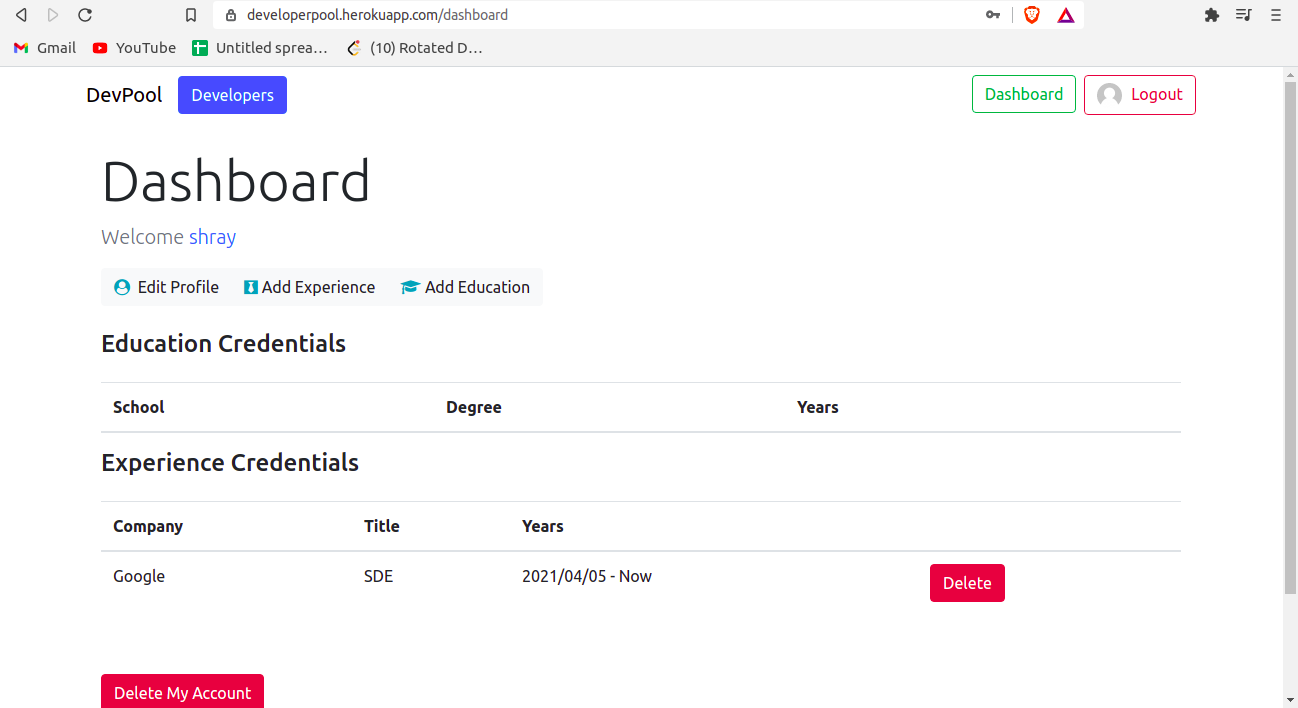 developerpool.herokuapp.com/dashboard
Gmail YouTube Untitled sprea… (10) Rotated D…
DevPool Developers Dashboard Logout
Dashboard
Welcome shray
Edit Profile Add Experience Add Education
Education Credentials
School Degree Years
Experience Credentials
Company Title Years
Google SDE 2021/04/05 - Now Delete
Delete My Account